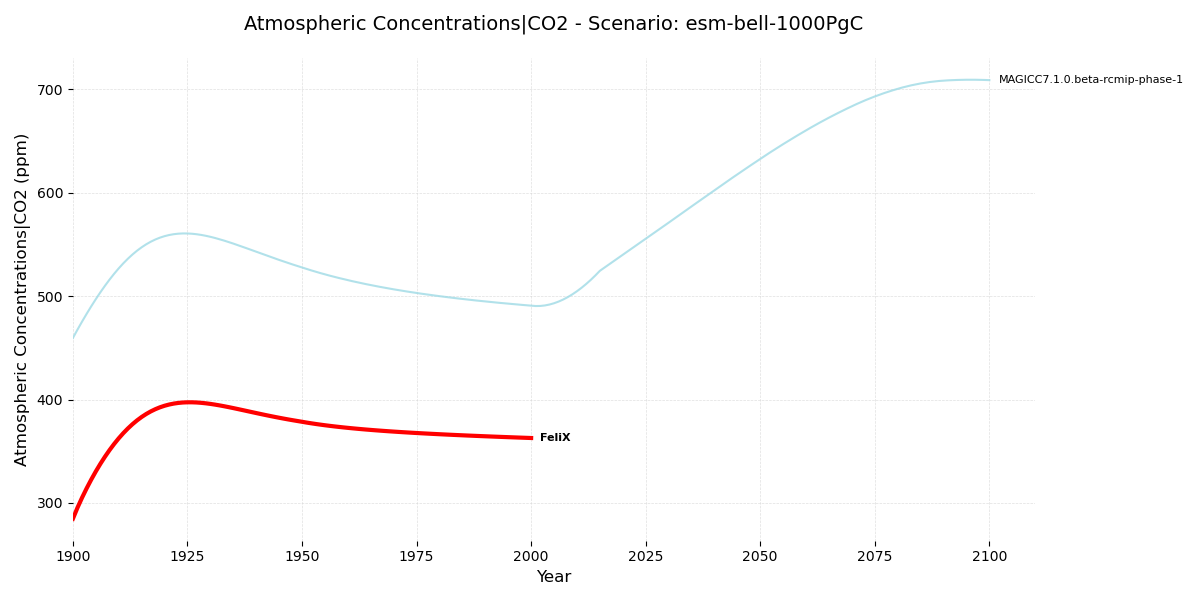 Atmospheric Concentrations|CO2 - Scenario: esm-bell-1000PgC
Atmospheric Concentrations|CO2 (ppm)
700
600
500
400
300
MAGICC7.1.0.beta-rcmip-phase-1
FeliX
1900 1925 1950 1975 2000 2025 2050 2075 2100
Year